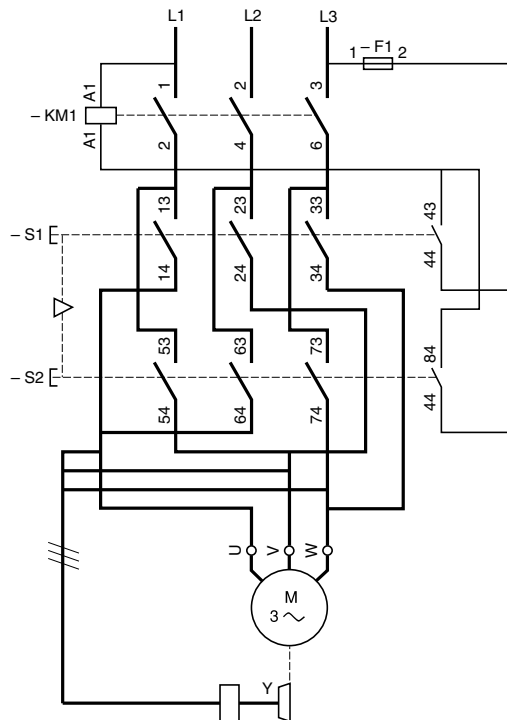 L1 L2 L3
1 – F1 2
A1
1 2 3
– KM1
A1
2 4 6
13 23 33 43
– S1
14 24 34 44
53 63 73 84
– S2
54 64 74 44
U V W
M
3
Y